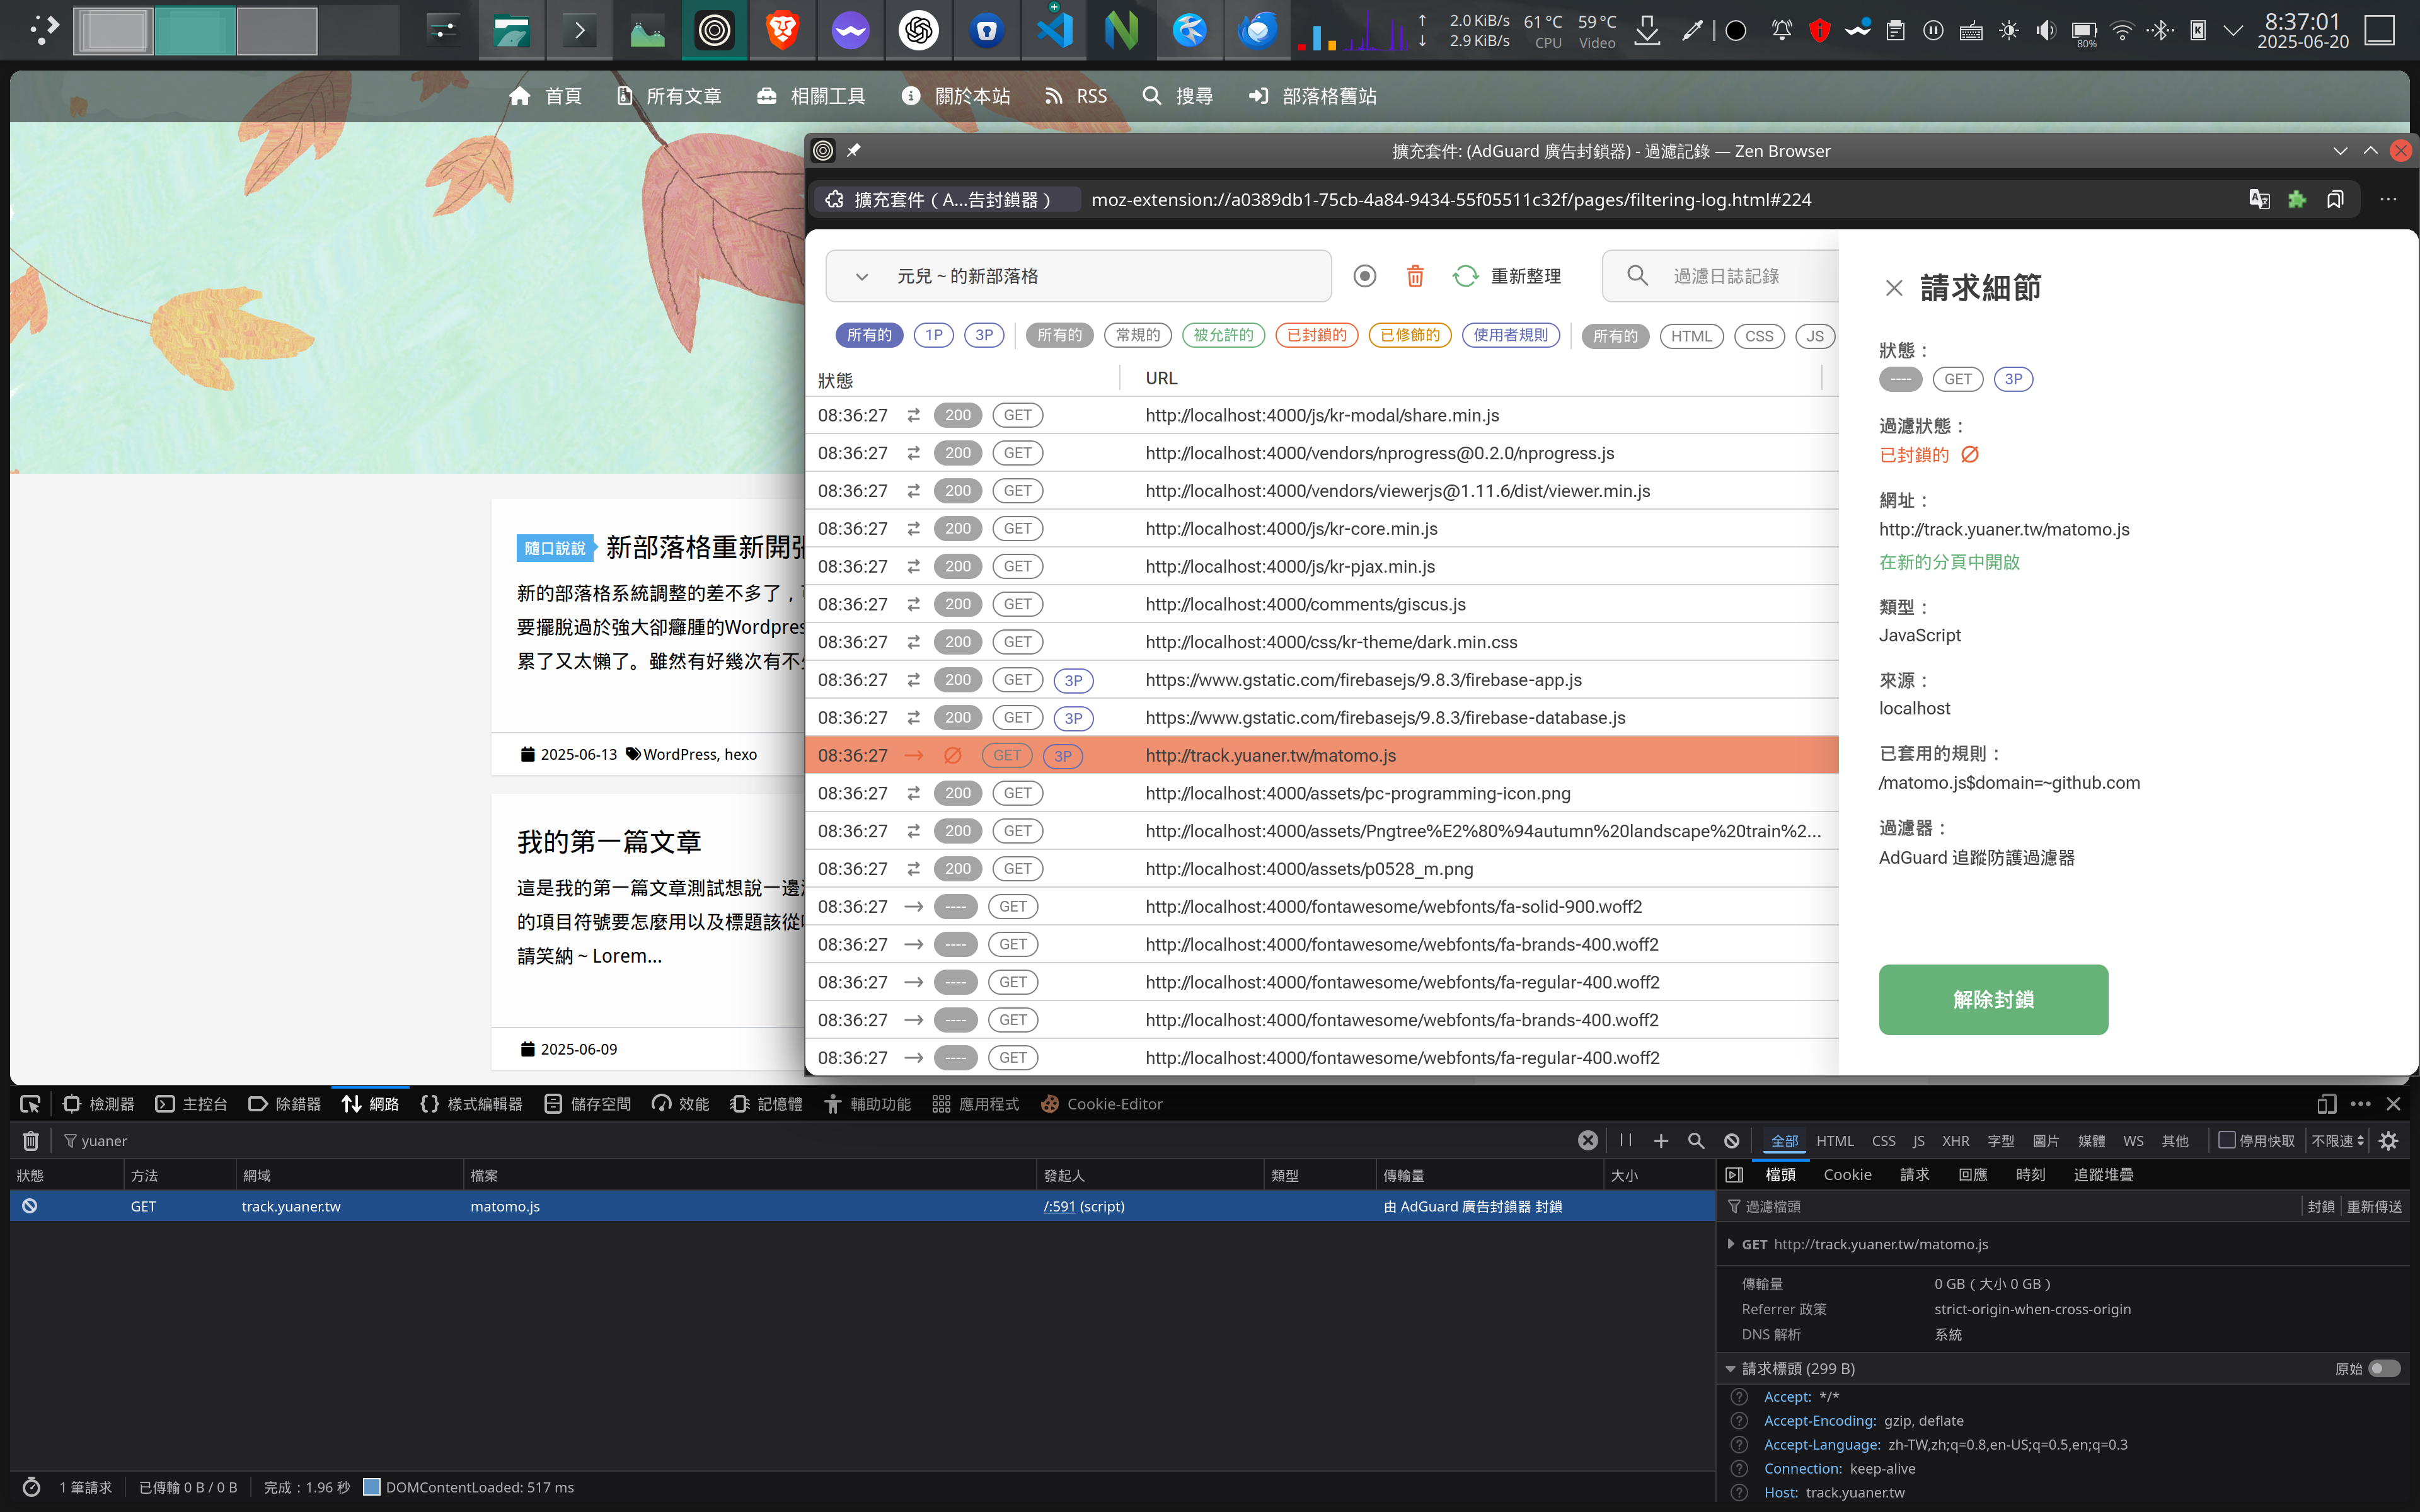 2.0 KiB/s 61 °C 59 °C
2.9 KiB/s CPU Video
80%
8:37:01
2025-06-20
首頁 所有文章 相關工具 關於本站 RSS 搜尋 部落格舊站
擴充套件: (AdGuard 廣告封鎖器) - 過濾記錄 — Zen Browser
擴充套件（A...告封鎖器） moz-extension://a0389db1-75cb-4a84-9434-55f05511c32f/pages/filtering-log.html#224
元兒 ~ 的新部落格 重新整理 過濾日誌記錄
所有的 1P 3P 所有的 常規的 被允許的 已封鎖的 已修飾的 使用者規則 所有的 HTML CSS JS
狀態 URL
08:36:27 200 GET http://localhost:4000/js/kr-modal/share.min.js
08:36:27 200 GET http://localhost:4000/vendors/nprogress@0.2.0/nprogress.js
08:36:27 200 GET http://localhost:4000/vendors/viewerjs@1.11.6/dist/viewer.min.js
08:36:27 200 GET http://localhost:4000/js/kr-core.min.js
08:36:27 200 GET http://localhost:4000/js/kr-pjax.min.js
08:36:27 200 GET http://localhost:4000/comments/giscus.js
08:36:27 200 GET http://localhost:4000/css/kr-theme/dark.min.css
08:36:27 200 GET 3P https://www.gstatic.com/firebasejs/9.8.3/firebase-app.js
08:36:27 200 GET 3P https://www.gstatic.com/firebasejs/9.8.3/firebase-database.js
08:36:27 GET 3P http://track.yuaner.tw/matomo.js
08:36:27 200 GET http://localhost:4000/assets/pc-programming-icon.png
08:36:27 200 GET http://localhost:4000/assets/Pngtree%E2%80%94autumn%20landscape%20train%2...
08:36:27 200 GET http://localhost:4000/assets/p0528_m.png
08:36:27 ---- GET http://localhost:4000/fontawesome/webfonts/fa-solid-900.woff2
08:36:27 ---- GET http://localhost:4000/fontawesome/webfonts/fa-brands-400.woff2
08:36:27 ---- GET http://localhost:4000/fontawesome/webfonts/fa-regular-400.woff2
08:36:27 ---- GET http://localhost:4000/fontawesome/webfonts/fa-brands-400.woff2
08:36:27 ---- GET http://localhost:4000/fontawesome/webfonts/fa-regular-400.woff2
請求細節
狀態：
---- GET 3P
過濾狀態：
已封鎖的
網址：
http://track.yuaner.tw/matomo.js
在新的分頁中開啟
類型：
JavaScript
來源：
localhost
已套用的規則：
/matomo.js$domain=~github.com
過濾器：
AdGuard 追蹤防護過濾器
解除封鎖
隨口說說 新部落格重新開張
新的部落格系統調整的差不多了，
要擺脫過於強大卻癱腫的Wordpres
累了又太懶了。雖然有好幾次有不
2025-06-13 WordPress, hexo
我的第一篇文章
這是我的第一篇文章測試想說一邊
的項目符號要怎麼用以及標題該從
請笑納 ~ Lorem...
2025-06-09
檢測器 主控台 除錯器 網路 樣式編輯器 儲存空間 效能 記憶體 輔助功能 應用程式 Cookie-Editor
yuaner 全部 HTML CSS JS XHR 字型 圖片 媒體 WS 其他 停用快取 不限速
狀態 方法 網域 檔案 發起人 類型 傳輸量 大小
GET track.yuaner.tw matomo.js /:591 (script) 由 AdGuard 廣告封鎖器 封鎖
檔頭 Cookie 請求 回應 時刻 追蹤堆疊
過濾檔頭 封鎖 重新傳送
GET http://track.yuaner.tw/matomo.js
傳輸量 0 GB（大小 0 GB）
Referrer 政策 strict-origin-when-cross-origin
DNS 解析 系統
請求標頭 (299 B) 原始
Accept: */*
Accept-Encoding: gzip, deflate
Accept-Language: zh-TW,zh;q=0.8,en-US;q=0.5,en;q=0.3
Connection: keep-alive
Host: track.yuaner.tw
1 筆請求 已傳輸 0 B / 0 B 完成：1.96 秒 DOMContentLoaded: 517 ms